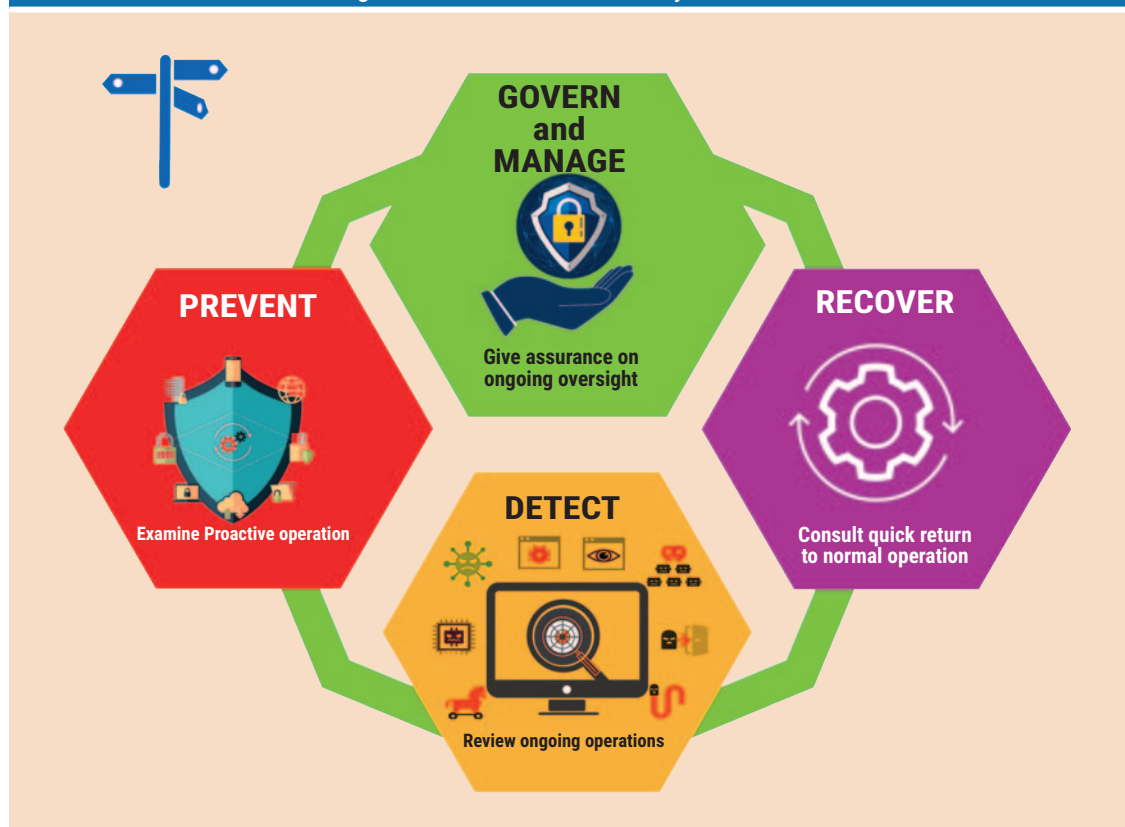 GOVERN
and
MANAGE
Give assurance on
ongoing oversight
PREVENT
Examine Proactive operation
RECOVER
Consult quick return
to normal operation
DETECT
Review ongoing operations